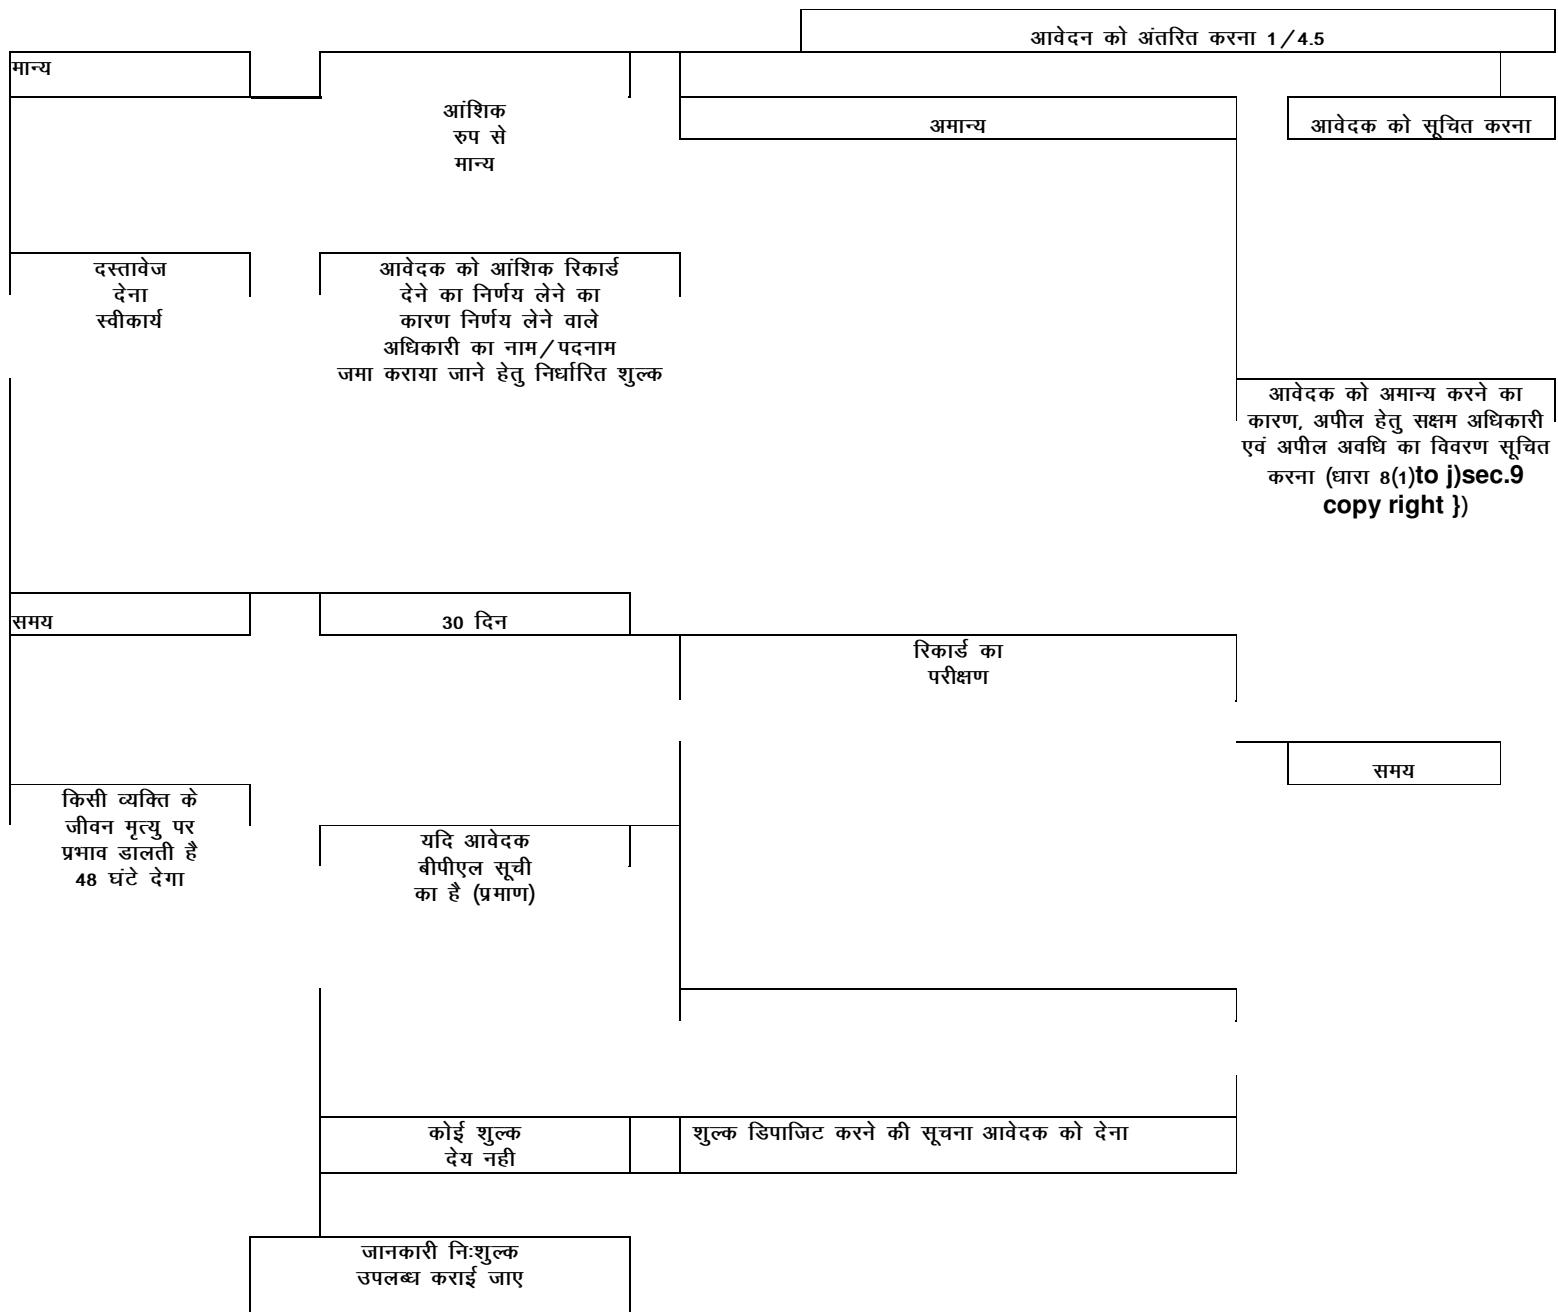 आवेदन को अंतरित करना 1/4.5
मान्य
आंशिक
रुप से
मान्य
अमान्य
आवेदक को सूचित करना
दस्तावेज
देना
स्वीकार्य
आवेदक को आंशिक रिकार्ड
देने का निर्णय लेने का
कारण निर्णय लेने वाले
अधिकारी का नाम/पदनाम
जमा कराया जाने हेतु निर्धारित शुल्क
आवेदक को अमान्य करने का
कारण, अपील हेतु सक्षम अधिकारी
एवं अपील अवधि का विवरण सूचित
करना (धारा 8(1)to j)sec.9
copy right })
समय
30 दिन
रिकार्ड का
परीक्षण
समय
किसी व्यक्ति के
जीवन मृत्यु पर
प्रभाव डालती है
48 घंटे देगा
यदि आवेदक
बीपीएल सूची
का है (प्रमाण)
कोई शुल्क
देय नही
शुल्क डिपाजिट करने की सूचना आवेदक को देना
जानकारी निःशुल्क
उपलब्ध कराई जाए